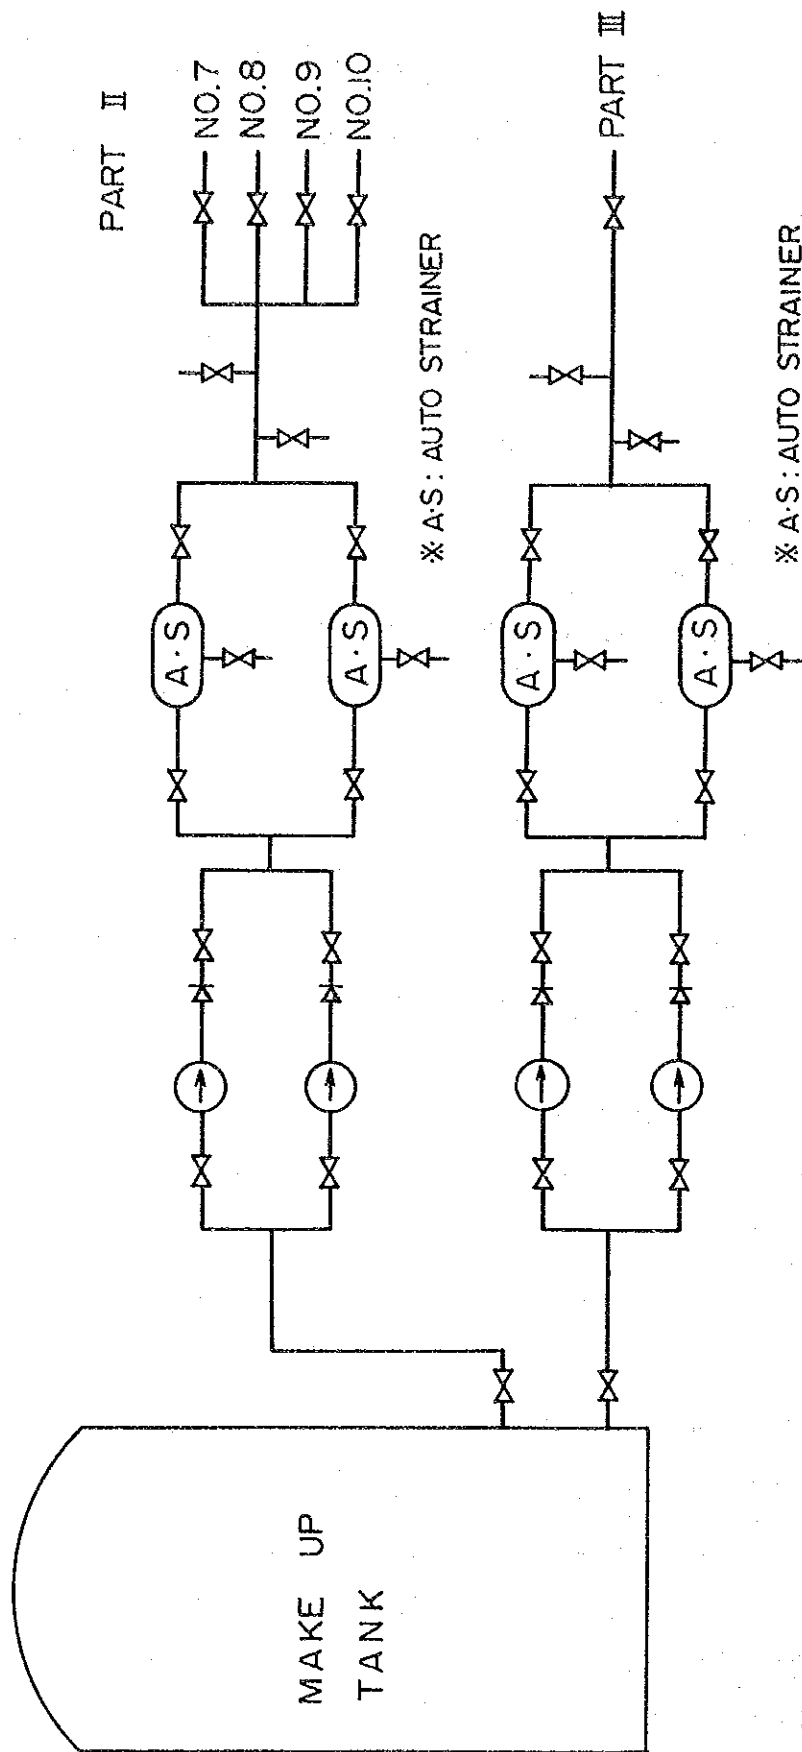 PART II
NO.7
NO.8
NO.9
NO.10
A·S
A·S
※ A·S: AUTO STRAINER
PART III
A·S
A·S
※ A·S: AUTO STRAINER
MAKE UP
TANK